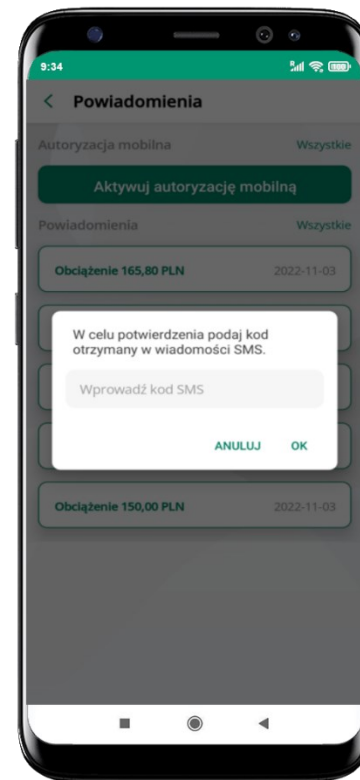 9:34
Powiadomienia
Autoryzacja mobilna Wszystkie
Aktywuj autoryzację mobilną
Powiadomienia Wszystkie
Obciążenie 165,80 PLN 2022-11-03
W celu potwierdzenia podaj kod
otrzymany w wiadomości SMS.
Wprowadź kod SMS
ANULUJ OK
Obciążenie 150,00 PLN 2022-11-03